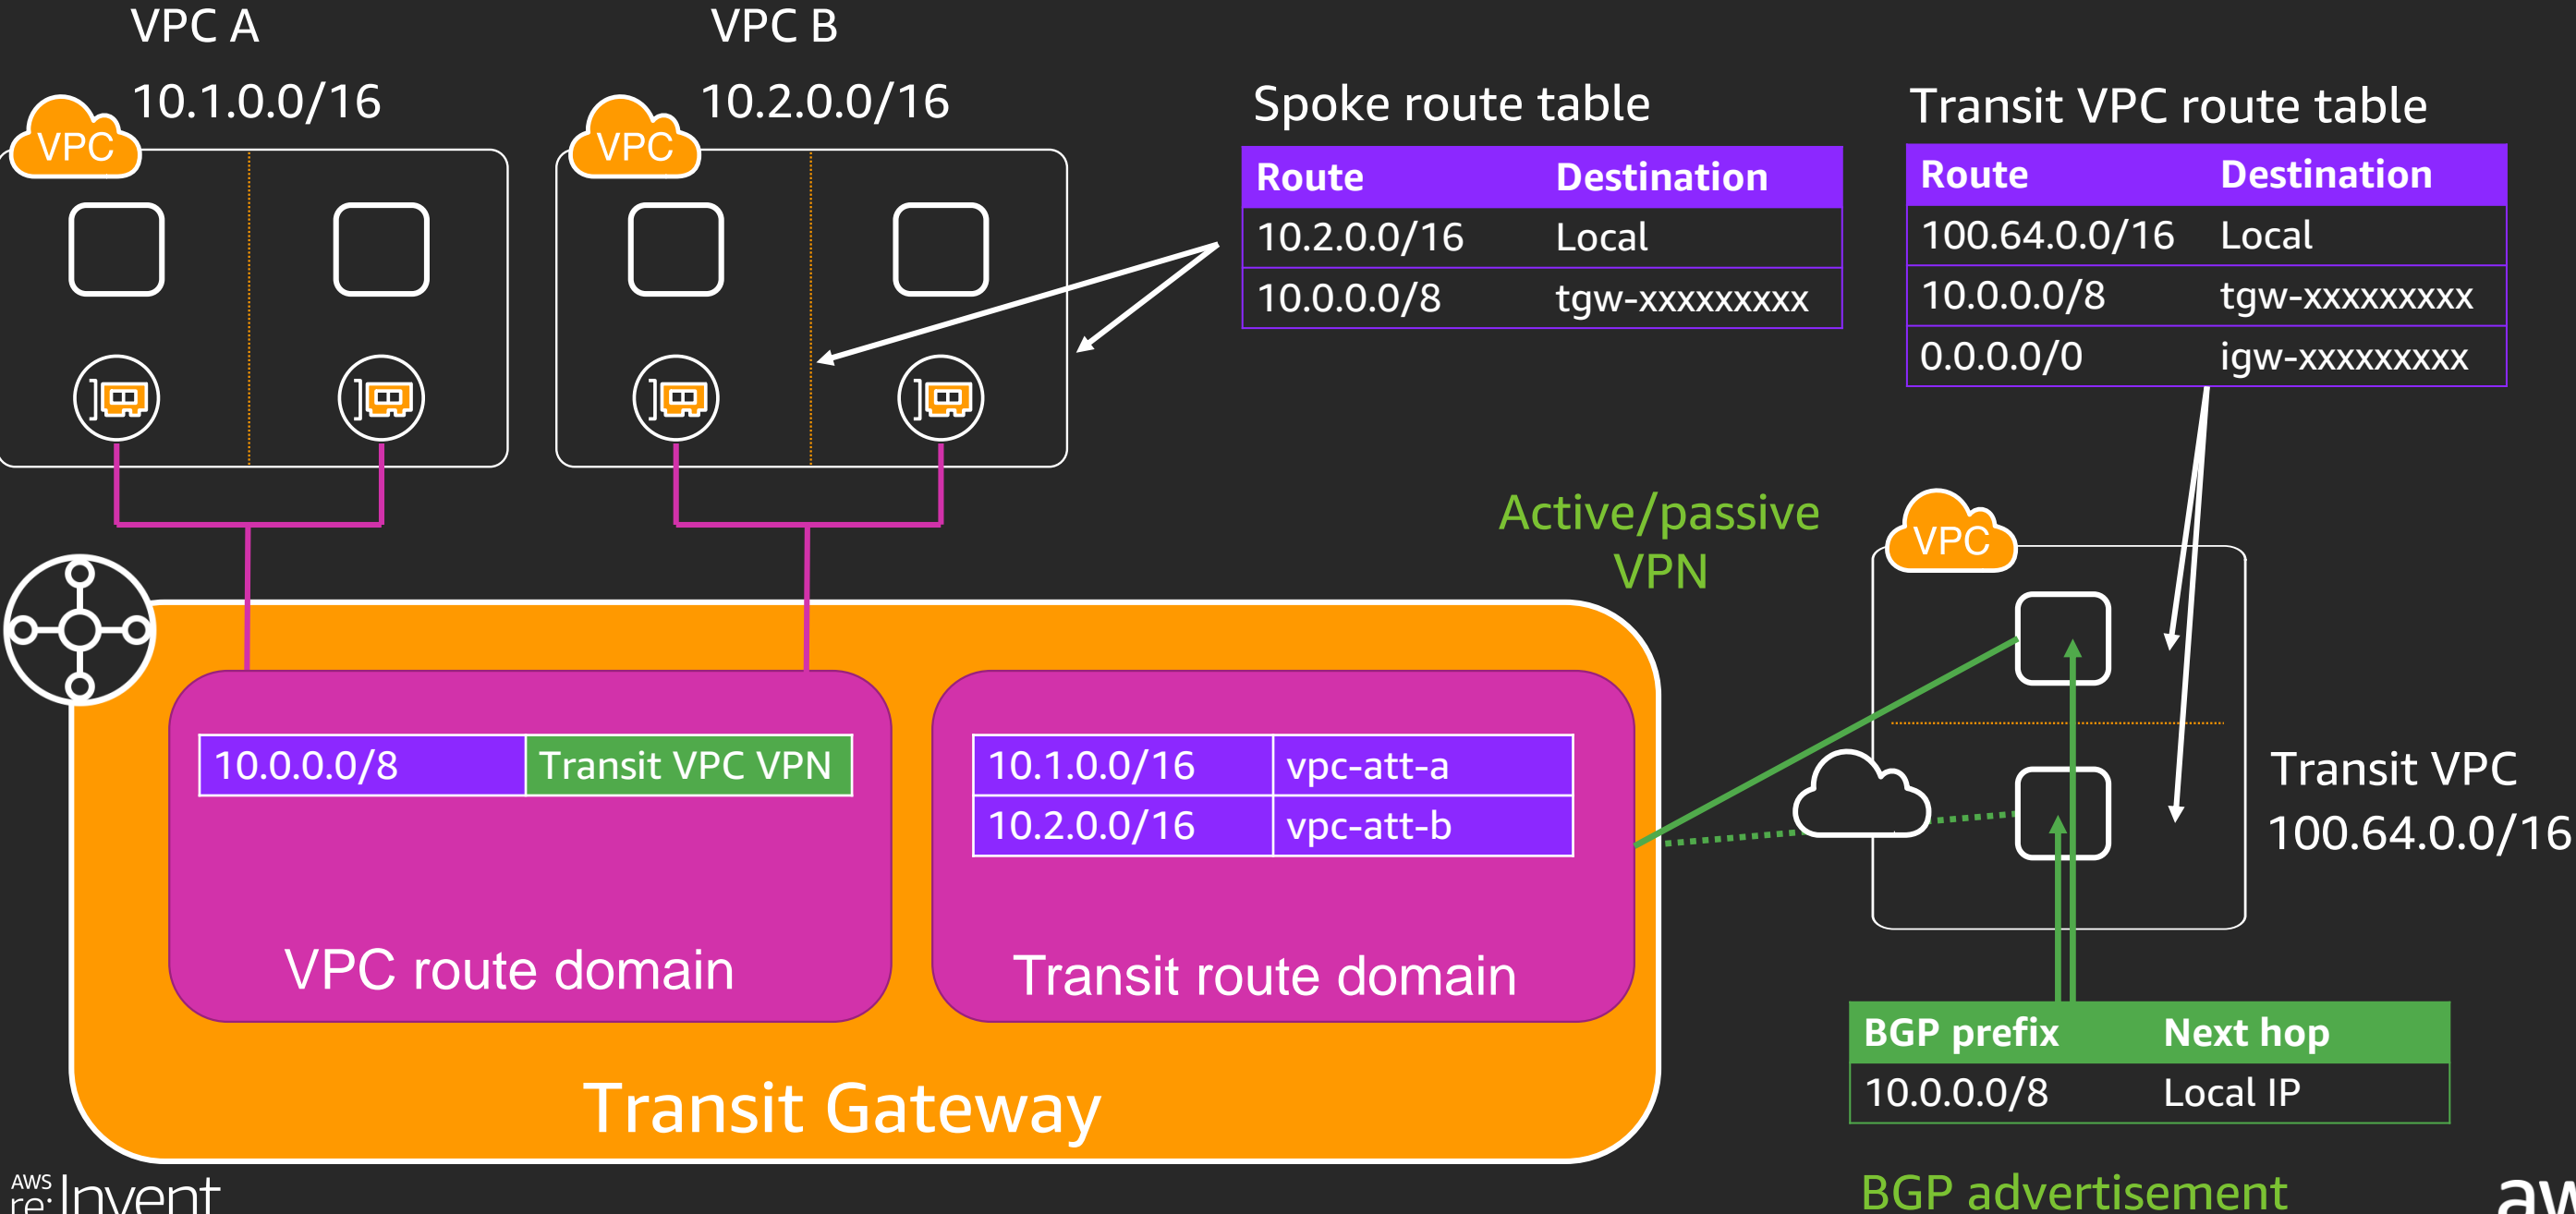 VPC A
10.1.0.0/16
VPC
VPC B
10.2.0.0/16
VPC
Spoke route table
Route Destination
10.2.0.0/16 Local
10.0.0.0/8 tgw-xxxxxxxxx
Transit VPC route table
Route Destination
100.64.0.0/16 Local
10.0.0.0/8 tgw-xxxxxxxxx
0.0.0.0/0 igw-xxxxxxxxx
Active/passive
VPN
VPC
10.0.0.0/8 Transit VPC VPN
VPC route domain
10.1.0.0/16 vpc-att-a
10.2.0.0/16 vpc-att-b
Transit route domain
Transit Gateway
Transit VPC
100.64.0.0/16
BGP prefix Next hop
10.0.0.0/8 Local IP
BGP advertisement
AWS
re:Invent
aw